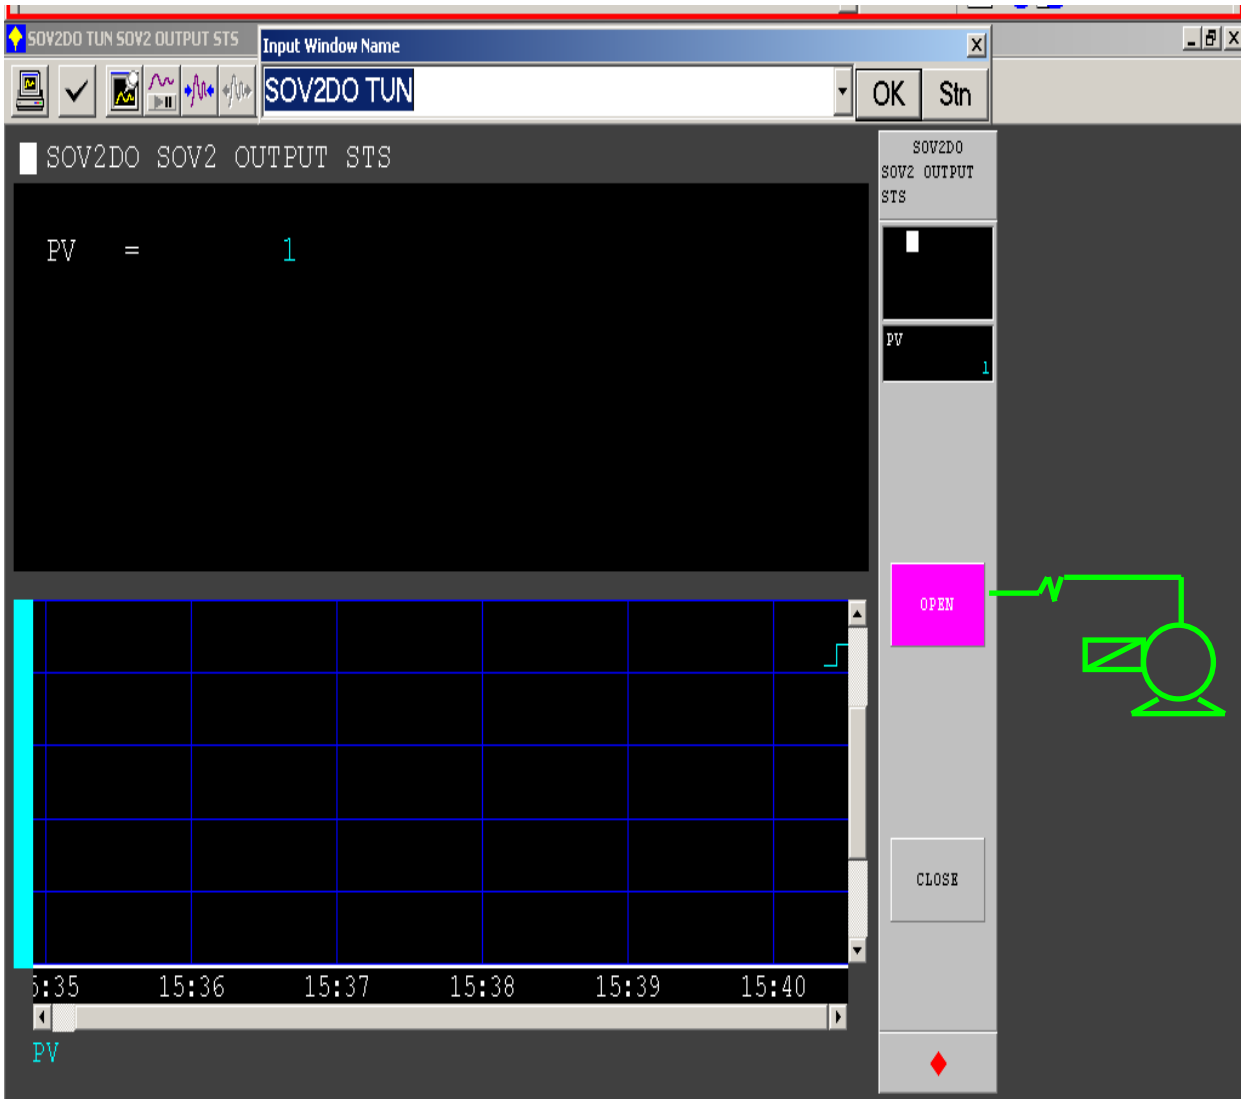 SOV2DO TUN SOV2 OUTPUT STS
Input Window Name
SOV2DO TUN
OK
Stn
SOV2DO SOV2 OUTPUT STS
PV = 1
SOV2DO
SOV2 OUTPUT
STS
PV
1
OPEN
CLOSE
5:35 15:36 15:37 15:38 15:39 15:40
PV